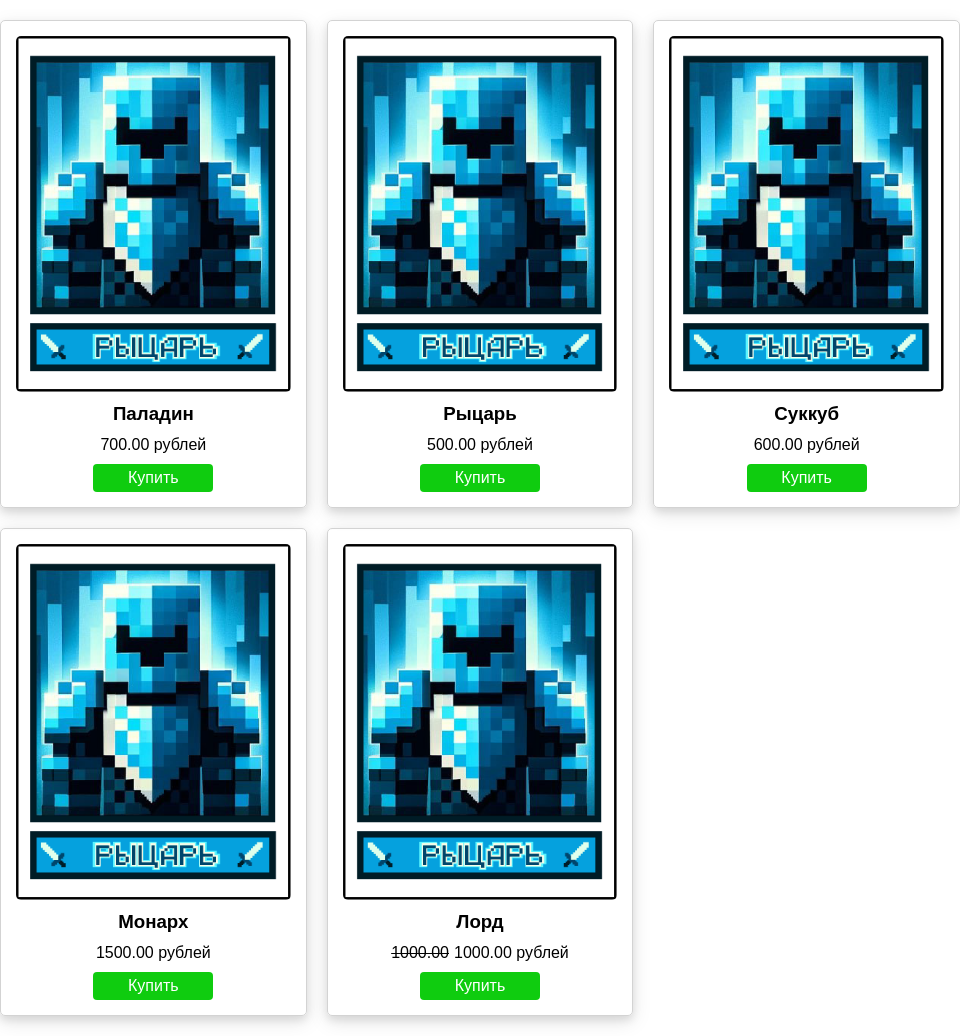 РЫЦАРЬ
Паладин
700.00 рублей
Купить
РЫЦАРЬ
Рыцарь
500.00 рублей
Купить
РЫЦАРЬ
Суккуб
600.00 рублей
Купить
РЫЦАРЬ
Монарх
1500.00 рублей
Купить
РЫЦАРЬ
Лорд
1000.00 1000.00 рублей
Купить